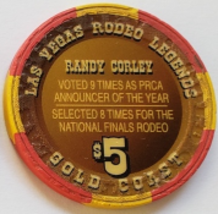 LAS VEGAS RODEO LEGENDS
RANDY CORLEY
VOTED 9 TIMES AS PRCA
ANNOUNCER OF THE YEAR
SELECTED 8 TIMES FOR THE
NATIONAL FINALS RODEO
$5
GOLD COAST